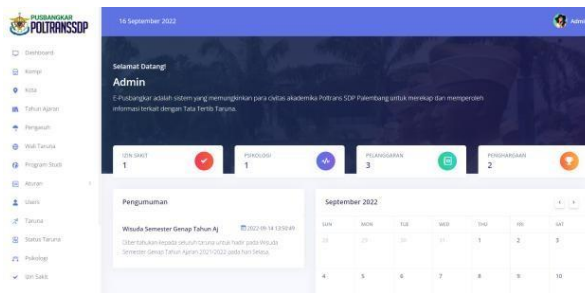 PUSBANGKAR
POLTRANSSDP
16 September 2022
Admin
Dashboard
Kompi
Kota
Tahun Ajaran
Pengasuh
Wali Taruna
Program Studi
Aturan
Users
Taruna
Status Taruna
Psikologi
Izin Sakit
Selamat Datang!
Admin
E-Pusbangkar adalah sistem yang memungkinkan para civitas akademika Poltrans SDP Palembang untuk merekap dan memperoleh
informasi terkait dengan Tata Tertib Taruna.
IZIN SAKIT
1
PSIKOLOGI
1
PELANGGARAN
3
PENGHARGAAN
2
Pengumuman
Wisuda Semester Genap Tahun Aj
2022-09-14 13:50:49
Diberitahukan kepada seluruh taruna untuk hadir pada Wisuda
Semester Genap Tahun Ajaran 2021-2022 pada hari Selasa
September 2022
SUN MON TUE WED THU FRI SAT
28 29 30 31 1 2 3
4 5 6 7 8 9 10